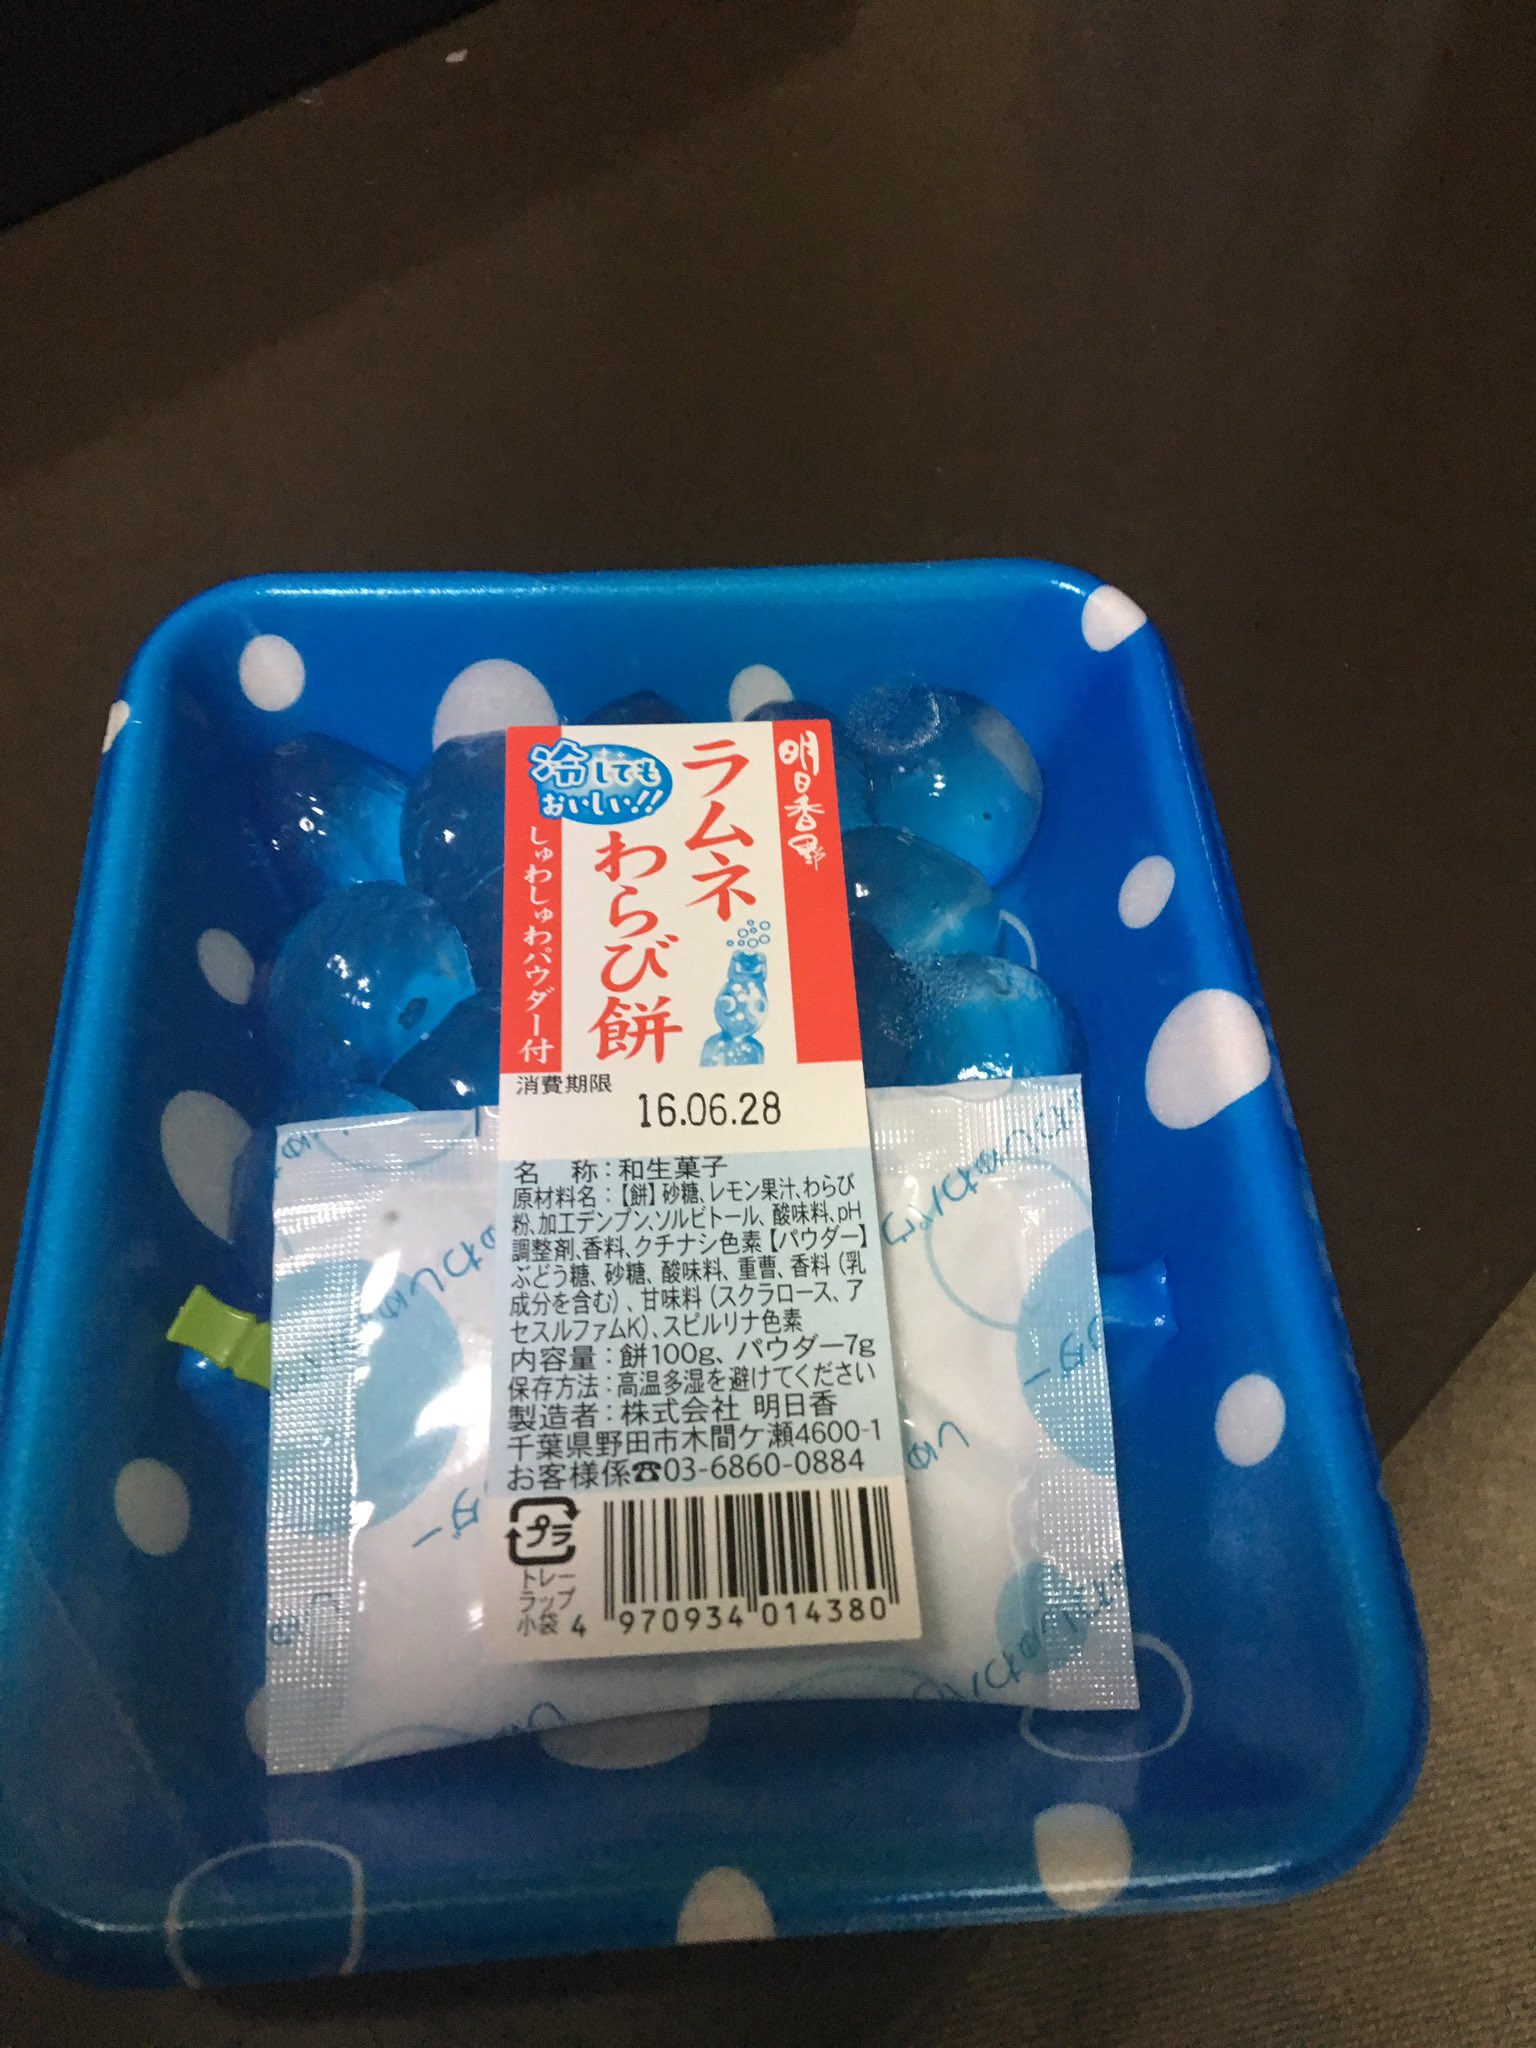 明日香野
ラムネ
わらび餅
冷しても
おいしい!!
しゅわしゅわパウダー付
消費期限
16.06.28
名　称：和生菓子
原材料名：【餅】砂糖、レモン果汁、わらび
粉、加工デンプン、ソルビトール、酸味料、pH
調整剤、香料、クチナシ色素【パウダー】
ぶどう糖、砂糖、酸味料、重曹、香料（乳
成分を含む）、甘味料（スクラロース、ア
セスルファムK）、スピルリナ色素
内容量：餅100g、パウダー7g
保存方法：高温多湿を避けてください
製造者：株式会社 明日香
千葉県野田市木間ケ瀬4600-1
お客様係☎03-6860-0884
プラ
トレー
ラップ
小袋
4 970934 014380